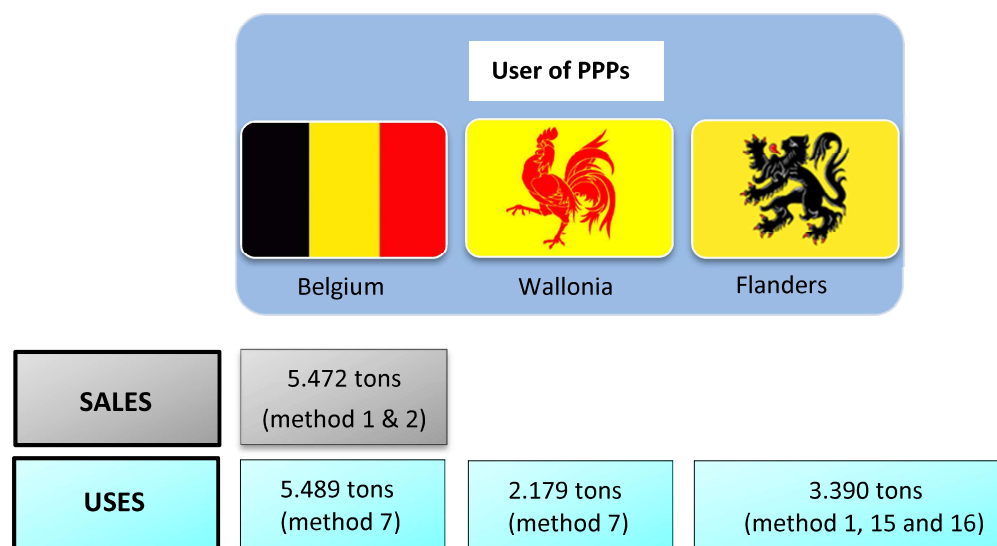 User of PPPs
Belgium
Wallonia
Flanders
SALES
5.472 tons
(method 1 & 2)
USES
5.489 tons
(method 7)
2.179 tons
(method 7)
3.390 tons
(method 1, 15 and 16)